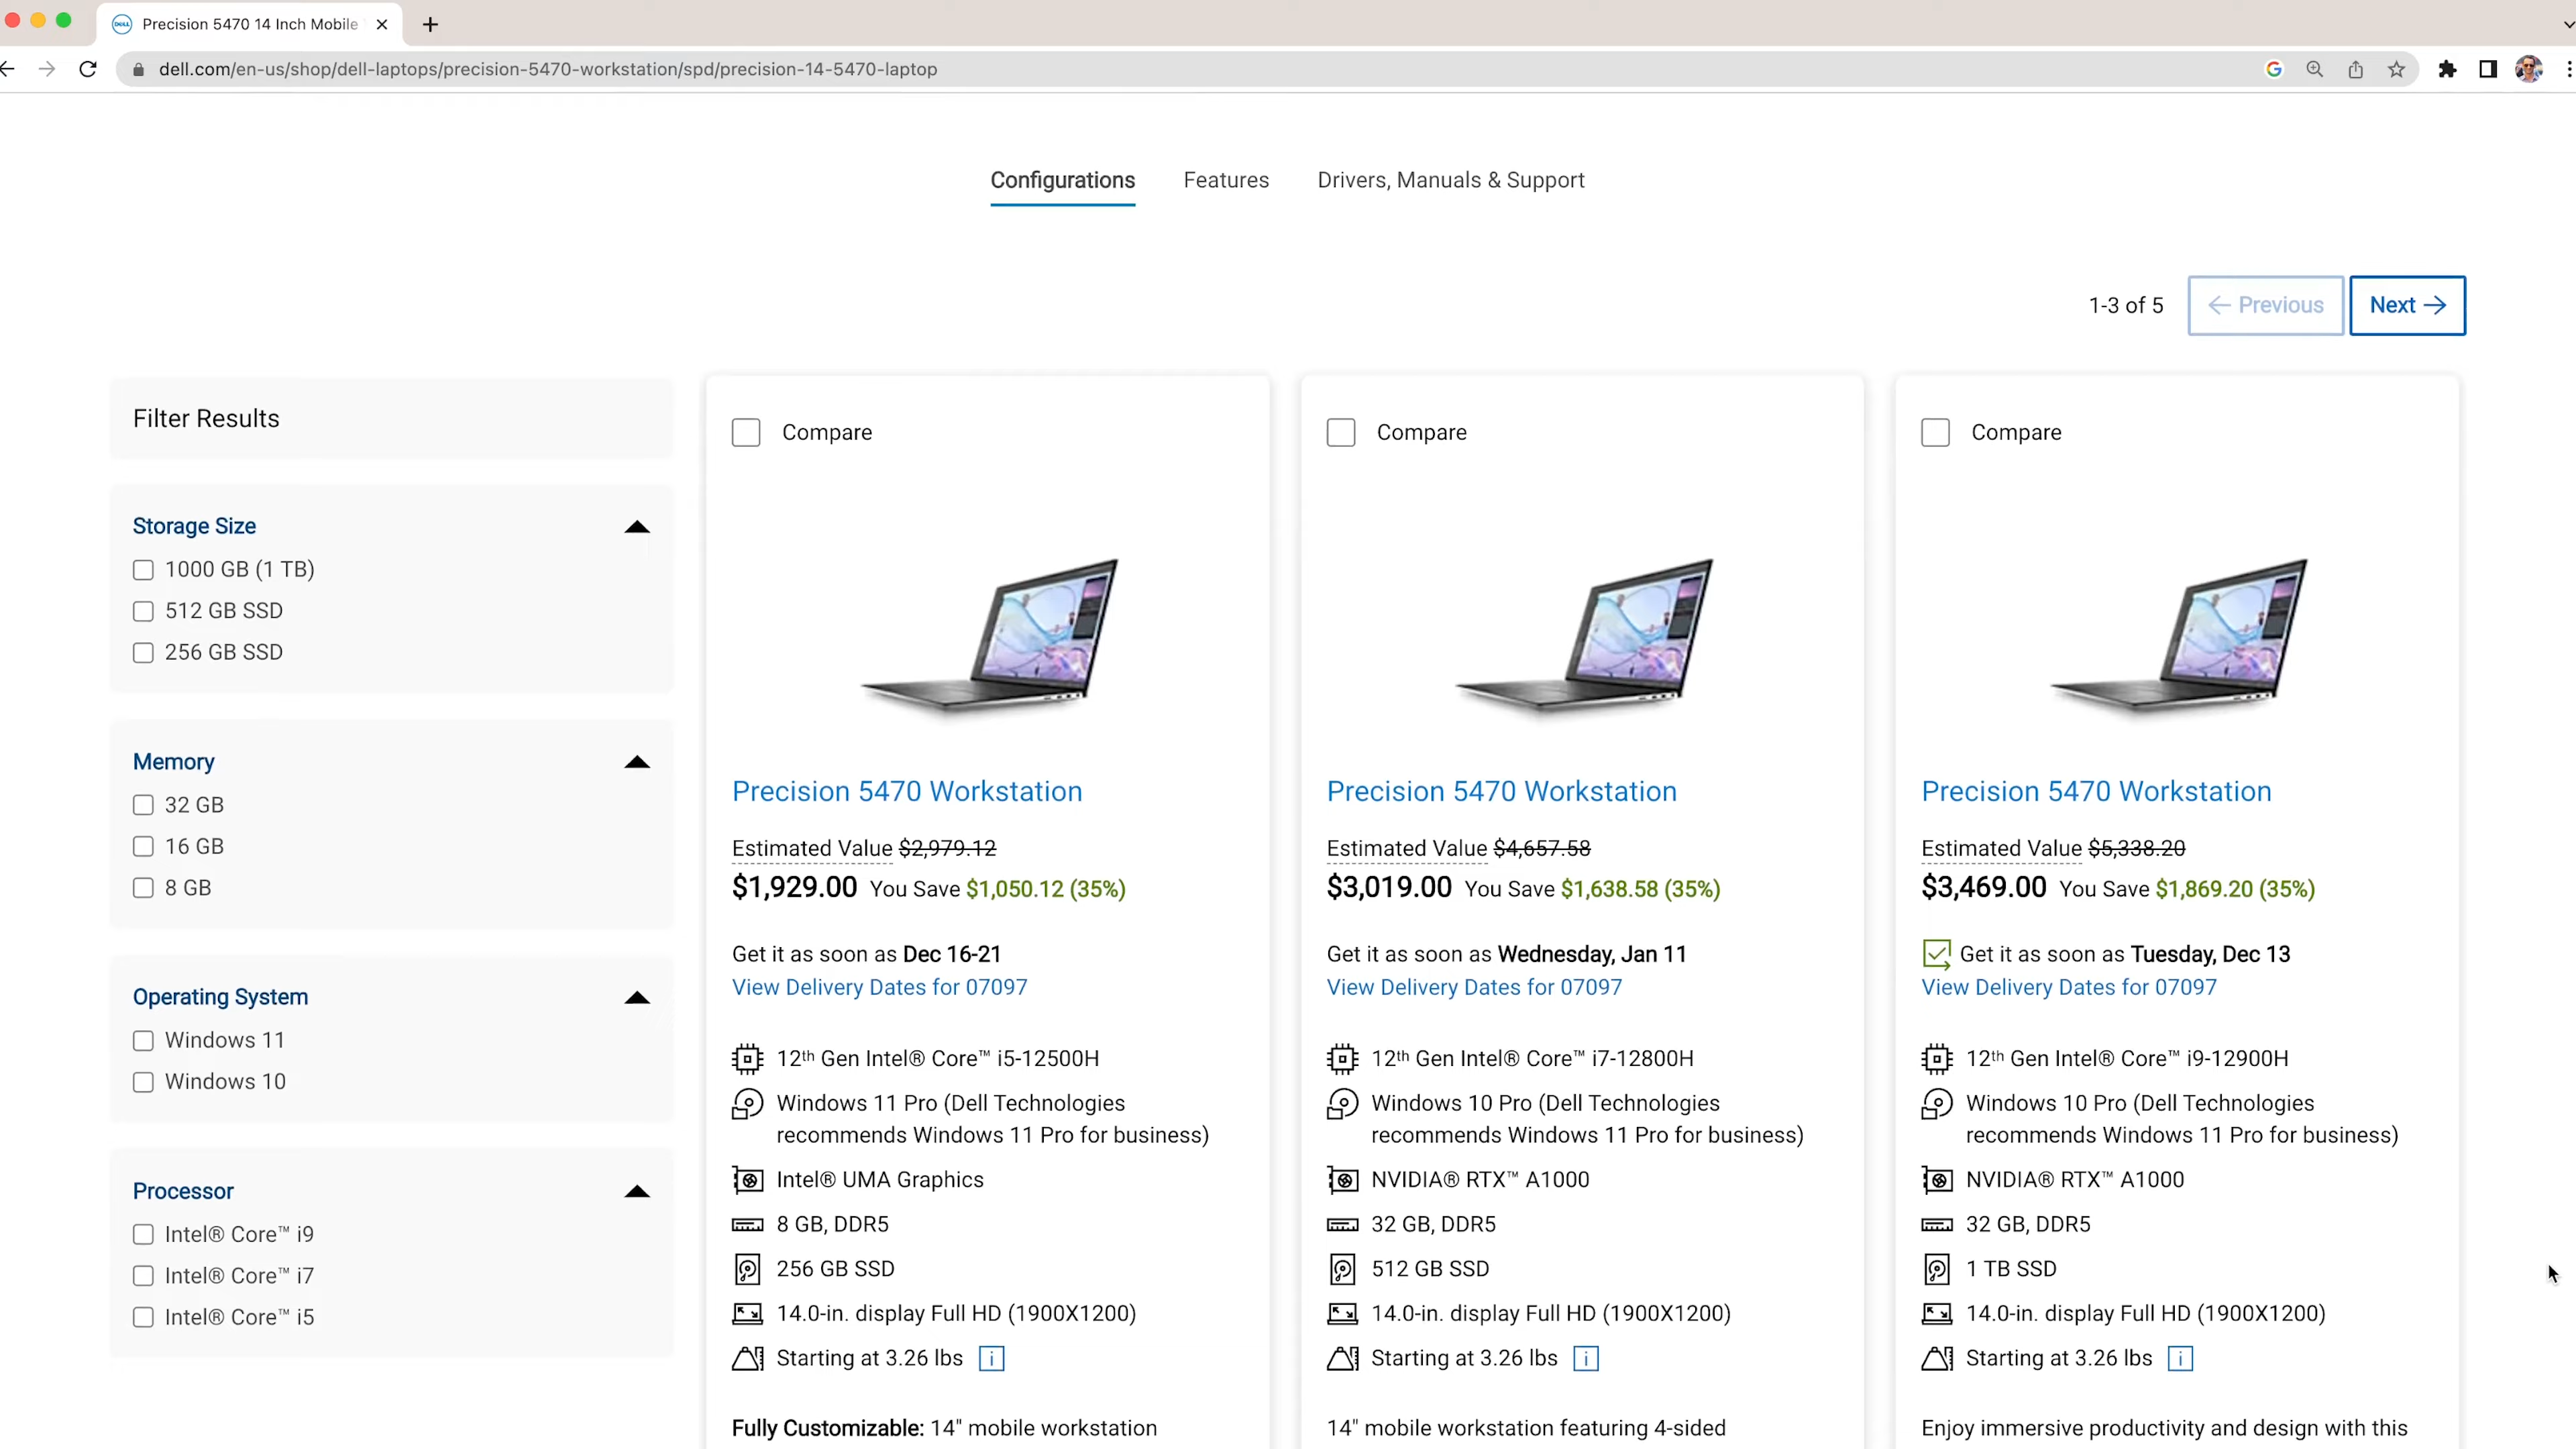 DELL
Precision 5470 14 Inch Mobile
dell.com/en-us/shop/dell-laptops/precision-5470-workstation/spd/precision-14-5470-laptop
Configurations
Features
Drivers, Manuals & Support
1-3 of 5
← Previous
Next →
Filter Results
Storage Size
1000 GB (1 TB)
512 GB SSD
256 GB SSD
Memory
32 GB
16 GB
8 GB
Operating System
Windows 11
Windows 10
Processor
Intel® Core™ i9
Intel® Core™ i7
Intel® Core™ i5
Compare
Precision 5470 Workstation
Estimated Value $2,979.12
$1,929.00 You Save $1,050.12 (35%)
Get it as soon as Dec 16-21
View Delivery Dates for 07097
12th Gen Intel® Core™ i5-12500H
Windows 11 Pro (Dell Technologies
recommends Windows 11 Pro for business)
Intel® UMA Graphics
8 GB, DDR5
256 GB SSD
14.0-in. display Full HD (1900X1200)
Starting at 3.26 lbs
Fully Customizable: 14" mobile workstation
Compare
Precision 5470 Workstation
Estimated Value $4,657.58
$3,019.00 You Save $1,638.58 (35%)
Get it as soon as Wednesday, Jan 11
View Delivery Dates for 07097
12th Gen Intel® Core™ i7-12800H
Windows 10 Pro (Dell Technologies
recommends Windows 11 Pro for business)
NVIDIA® RTX™ A1000
32 GB, DDR5
512 GB SSD
14.0-in. display Full HD (1900X1200)
Starting at 3.26 lbs
14" mobile workstation featuring 4-sided
Compare
Precision 5470 Workstation
Estimated Value $5,338.20
$3,469.00 You Save $1,869.20 (35%)
Get it as soon as Tuesday, Dec 13
View Delivery Dates for 07097
12th Gen Intel® Core™ i9-12900H
Windows 10 Pro (Dell Technologies
recommends Windows 11 Pro for business)
NVIDIA® RTX™ A1000
32 GB, DDR5
1 TB SSD
14.0-in. display Full HD (1900X1200)
Starting at 3.26 lbs
Enjoy immersive productivity and design with this